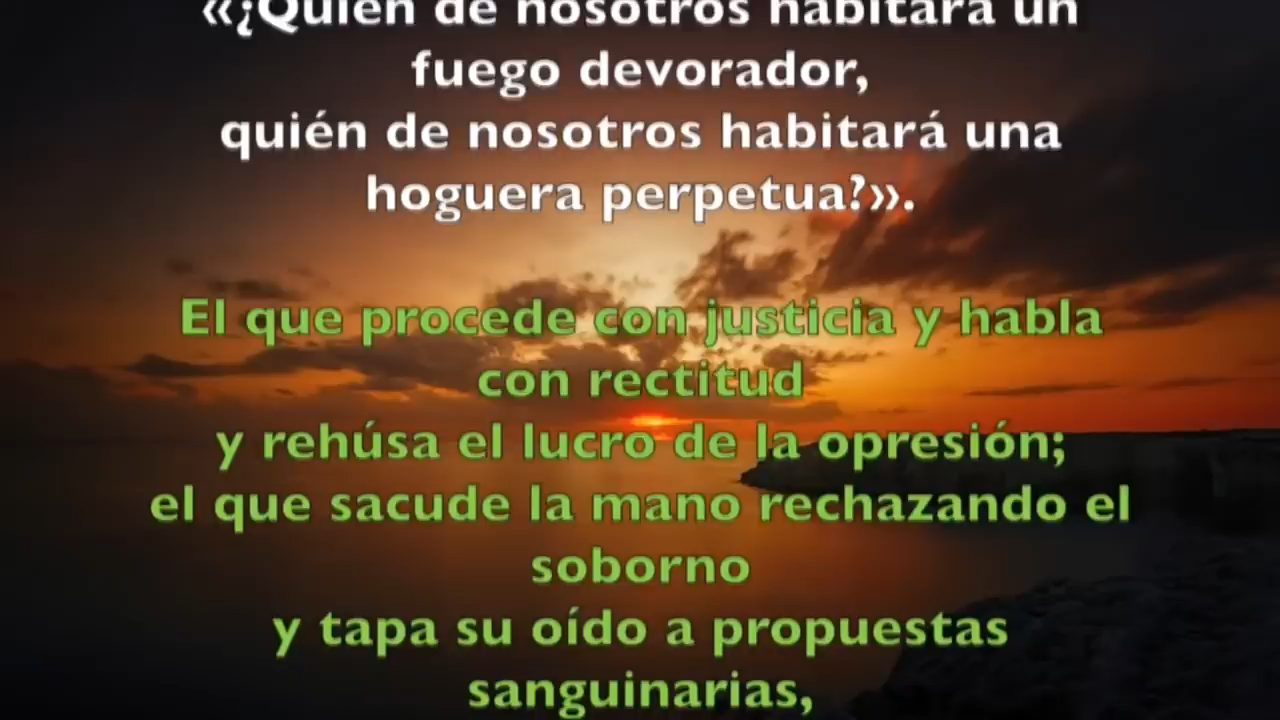 «¿Quién de nosotros habitará un
fuego devorador,
quién de nosotros habitará una
hoguera perpetua?».
El que procede con justicia y habla
con rectitud
y rehúsa el lucro de la opresión;
el que sacude la mano rechazando el
soborno
y tapa su oído a propuestas
sanguinarias,